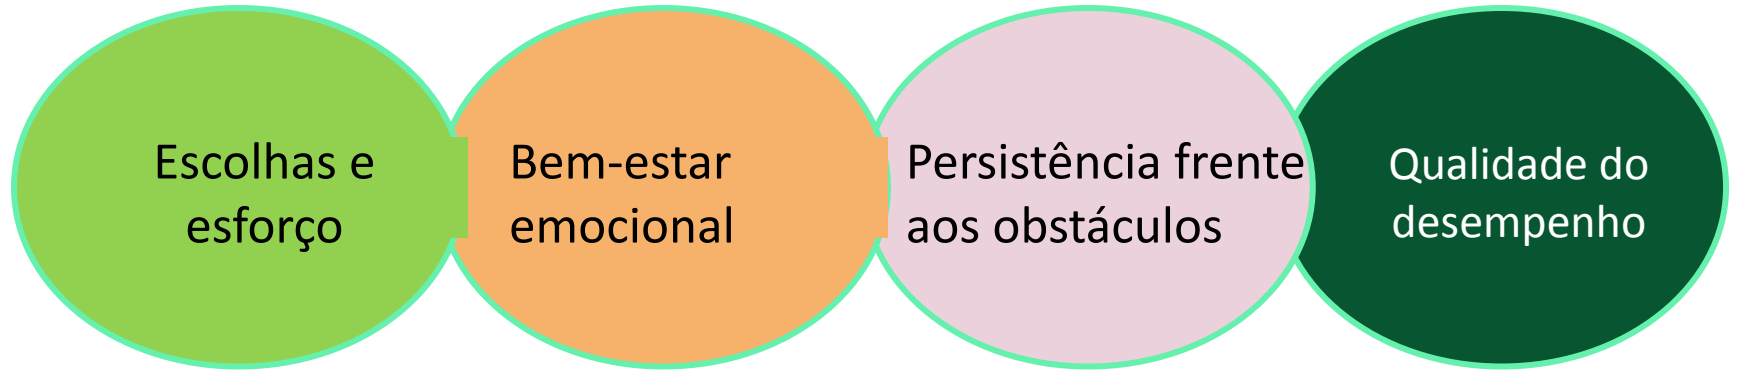 Escolhas e
esforço
Bem-estar
emocional
Persistência frente
aos obstáculos
Qualidade do
desempenho